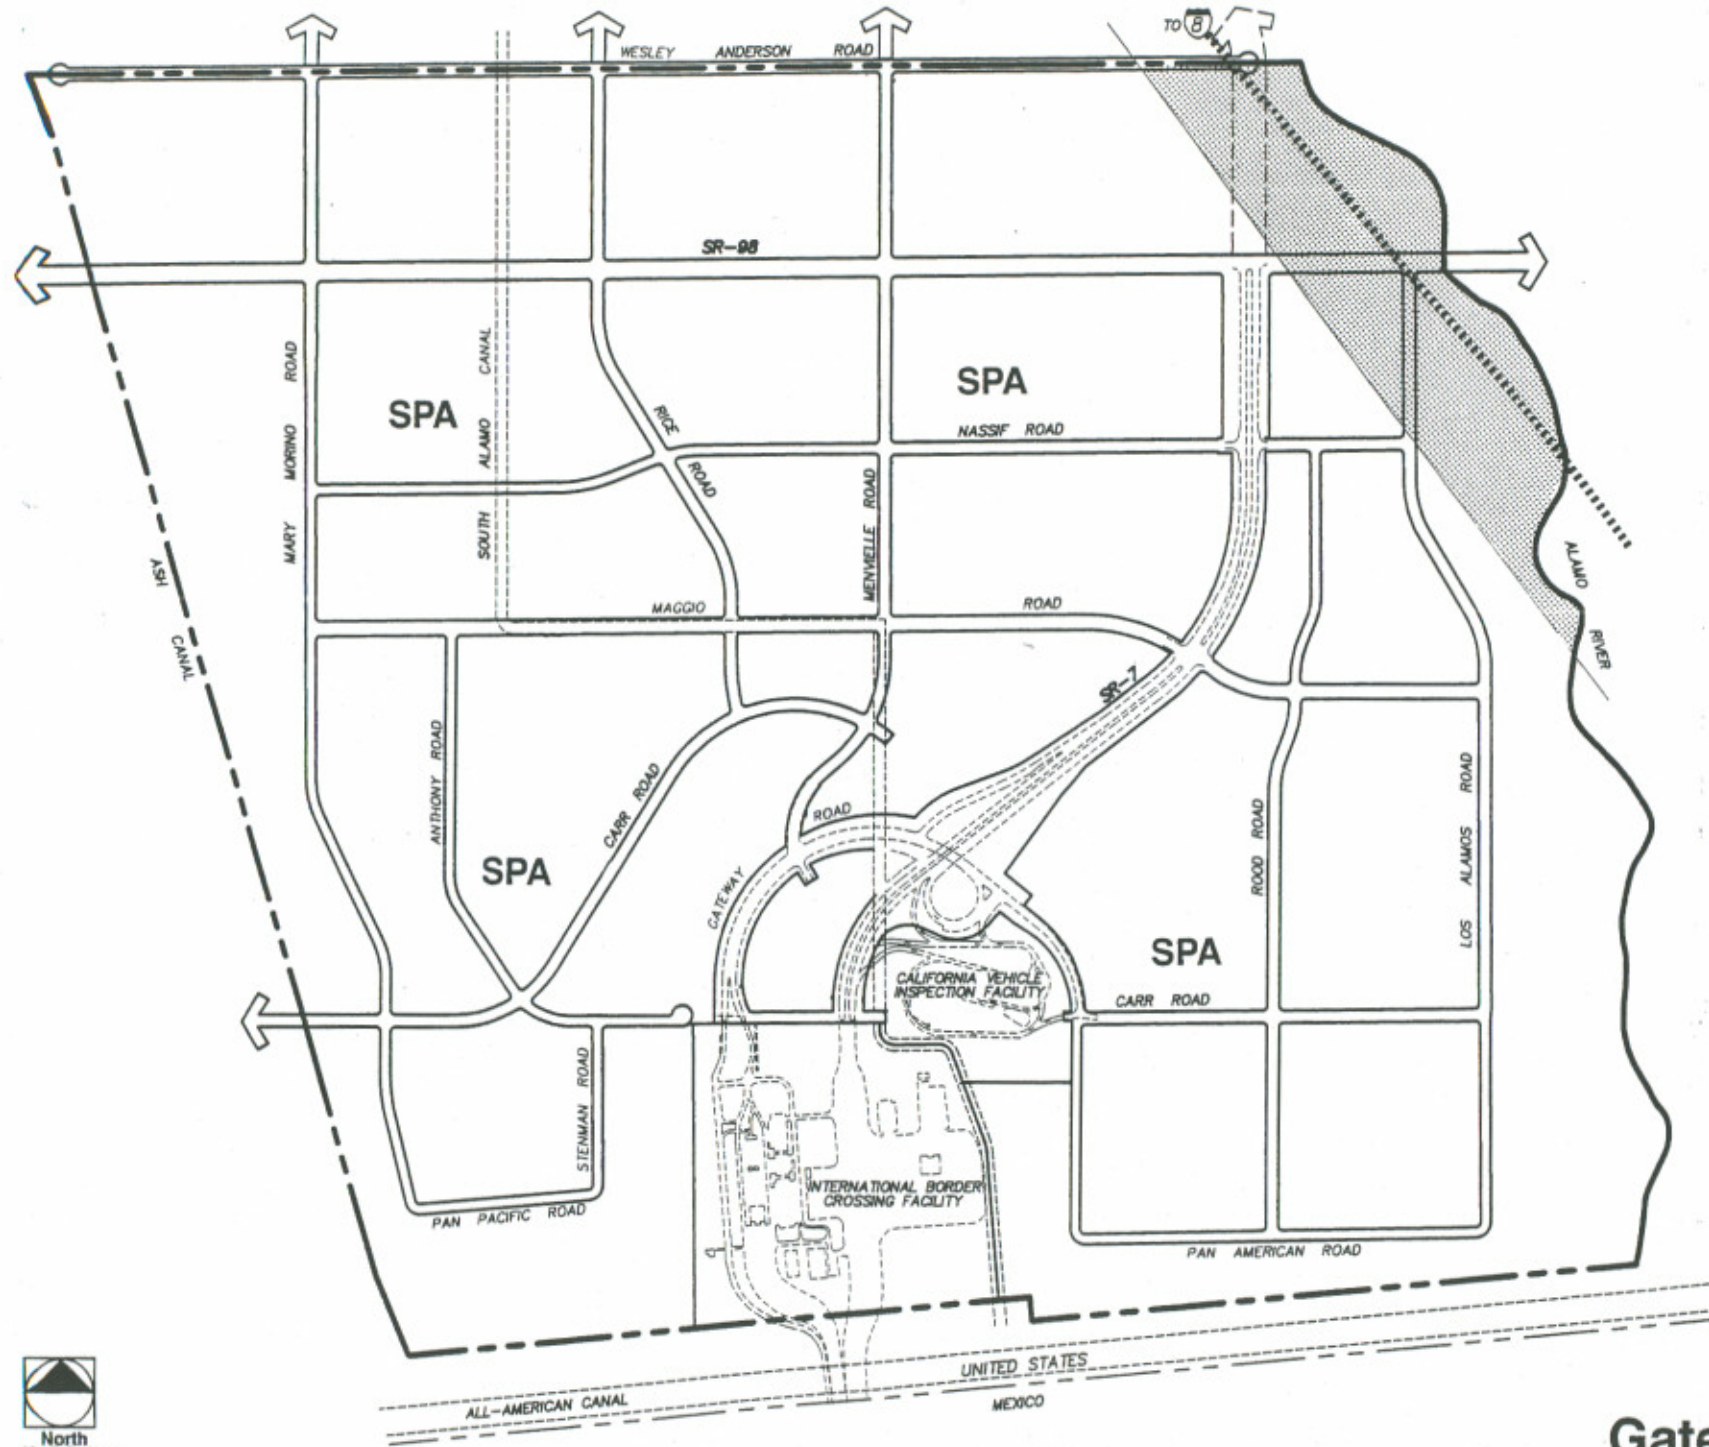 TO 8
WESLEY ANDERSON ROAD
SR-98
MARY MORINO ROAD
SOUTH ALAMO CANAL
SPA
SPA
RICE ROAD
NASSIF ROAD
MENVIELLE ROAD
ASH CANAL
ALAMO RIVER
MAGGIO ROAD
SR-7
ANTHONY ROAD
CARR ROAD
GATEWAY ROAD
SPA
ROOD ROAD
LOS ALAMOS ROAD
SPA
CALIFORNIA VEHICLE
INSPECTION FACILITY
CARR ROAD
STENMAN ROAD
INTERNATIONAL BORDER
CROSSING FACILITY
PAN PACIFIC ROAD
PAN AMERICAN ROAD
UNITED STATES
ALL-AMERICAN CANAL
MEXICO
North
Gate